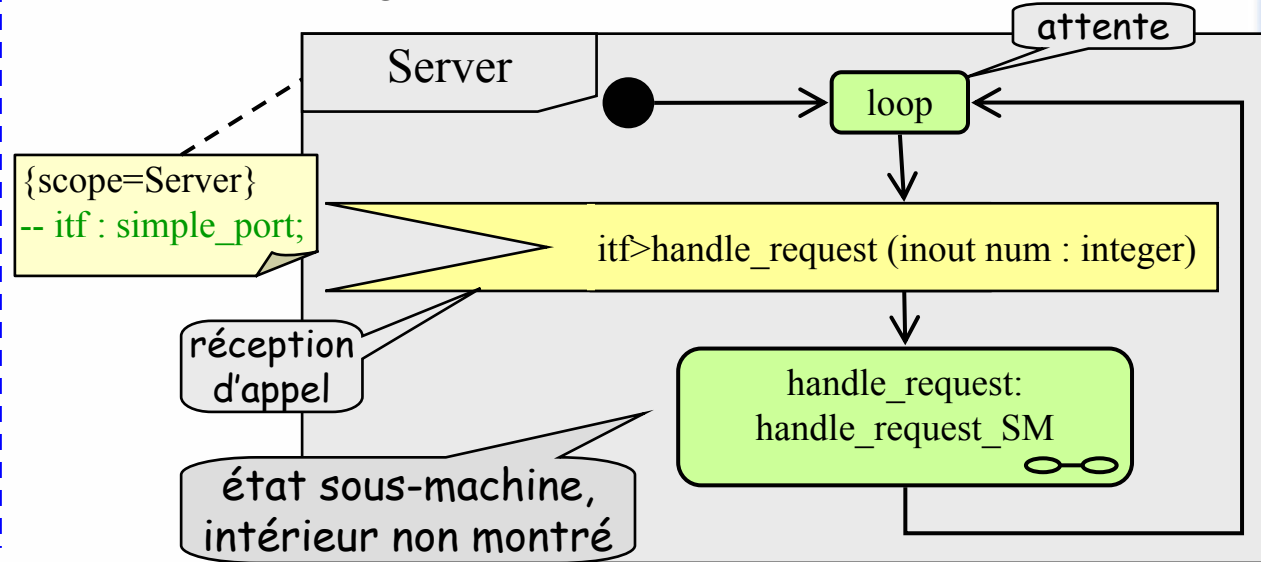 attente
Server
loop
{scope=Server}
-- itf : simple_port;
itf>handle_request (inout num : integer)
réception
d'appel
handle_request:
handle_request_SM
état sous-machine,
intérieur non montré